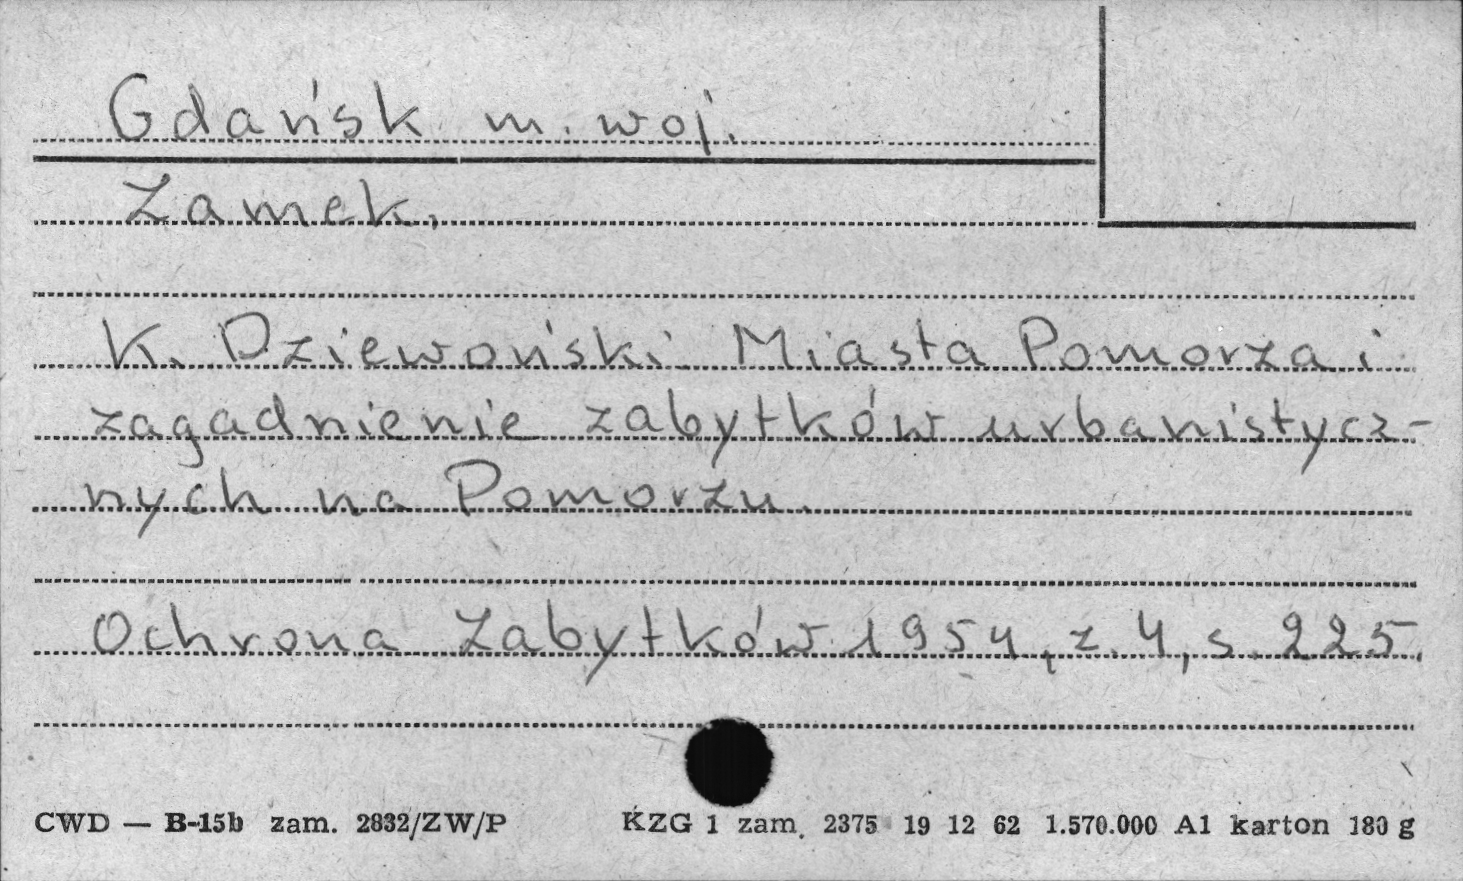 Gdańsk m. woj.
Zamek.
K. Dziewoński Miasta Pomorza i
zagadnienie zabytków urbanistycz-
nych na Pomorzu.
Ochrona Zabytków 1954, z. 4, s. 225.
CWD — B-15b zam. 2832/ZW/P KZG 1 zam. 2375 19 12 62 1.570.000 A1 karton 180 g